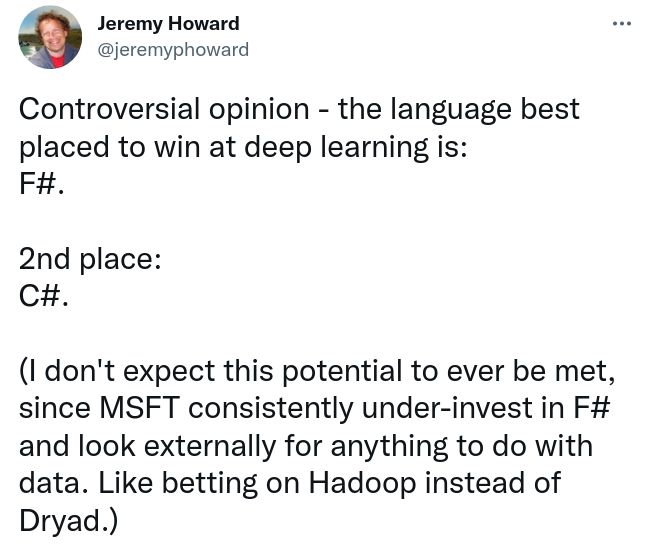 Jeremy Howard
@jeremyphoward
Controversial opinion - the language best
placed to win at deep learning is:
F#.
2nd place:
C#.
(I don't expect this potential to ever be met,
since MSFT consistently under-invest in F#
and look externally for anything to do with
data. Like betting on Hadoop instead of
Dryad.)